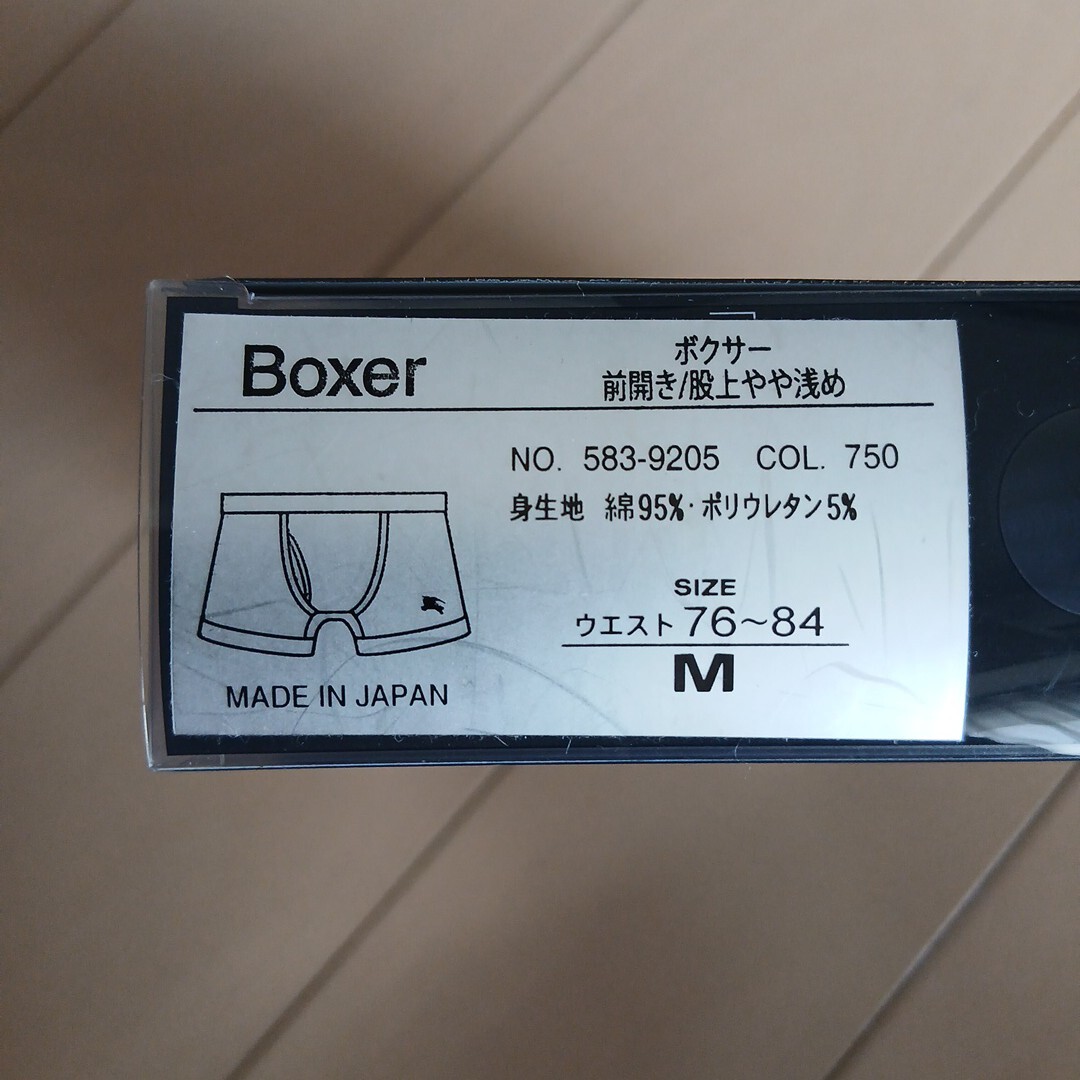 Boxer
ボクサー
前開き/股上やや浅め
NO. 583-9205 COL. 750
身生地 綿95%・ポリウレタン5%
SIZE
ウエスト 76～84
M
MADE IN JAPAN